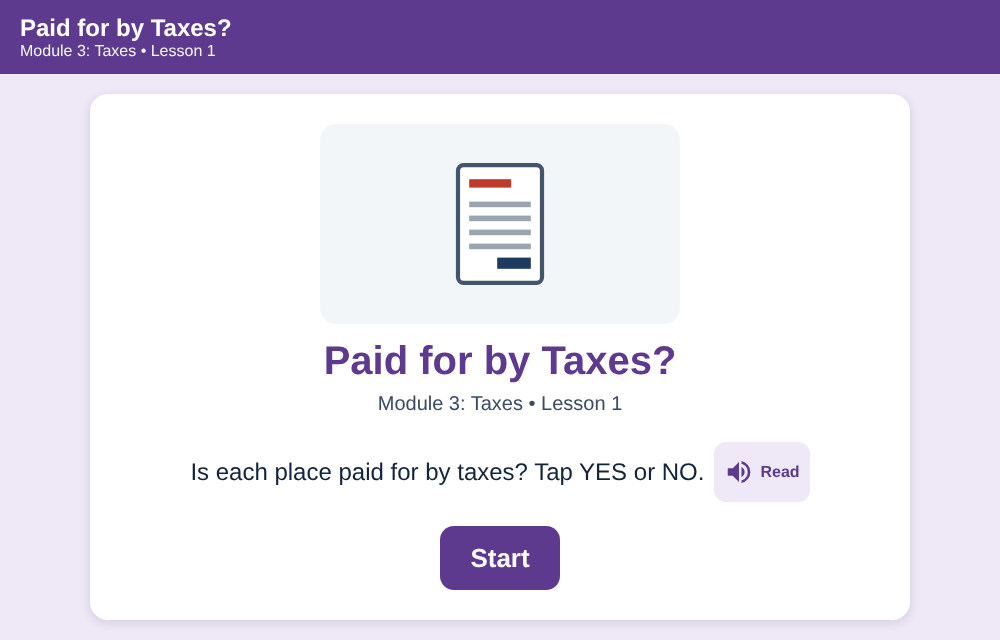 Paid for by Taxes?
Module 3: Taxes • Lesson 1
Paid for by Taxes?
Module 3: Taxes • Lesson 1
Is each place paid for by taxes? Tap YES or NO. Read
Start